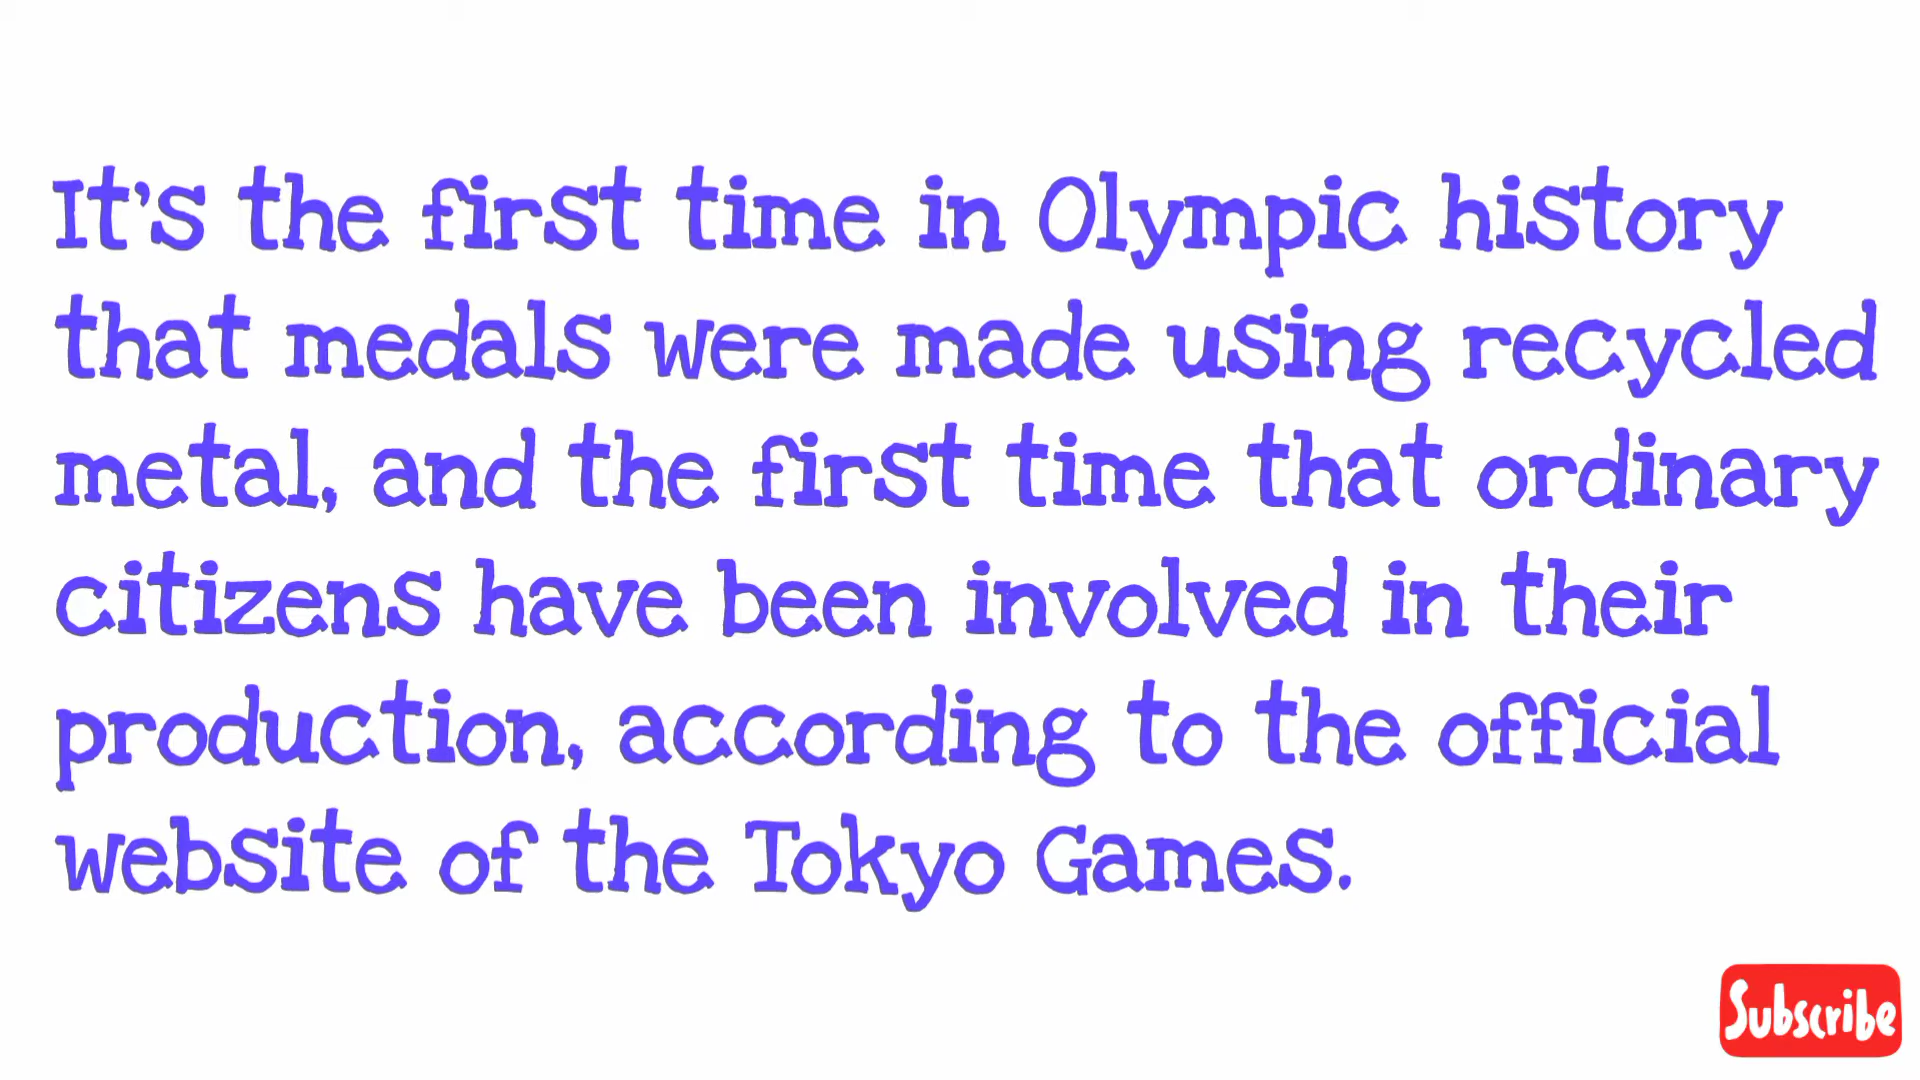 It's the first time in Olympic history
that medals were made using recycled
metal, and the first time that ordinary
citizens have been involved in their
production, according to the official
website of the Tokyo Games.
Subscribe